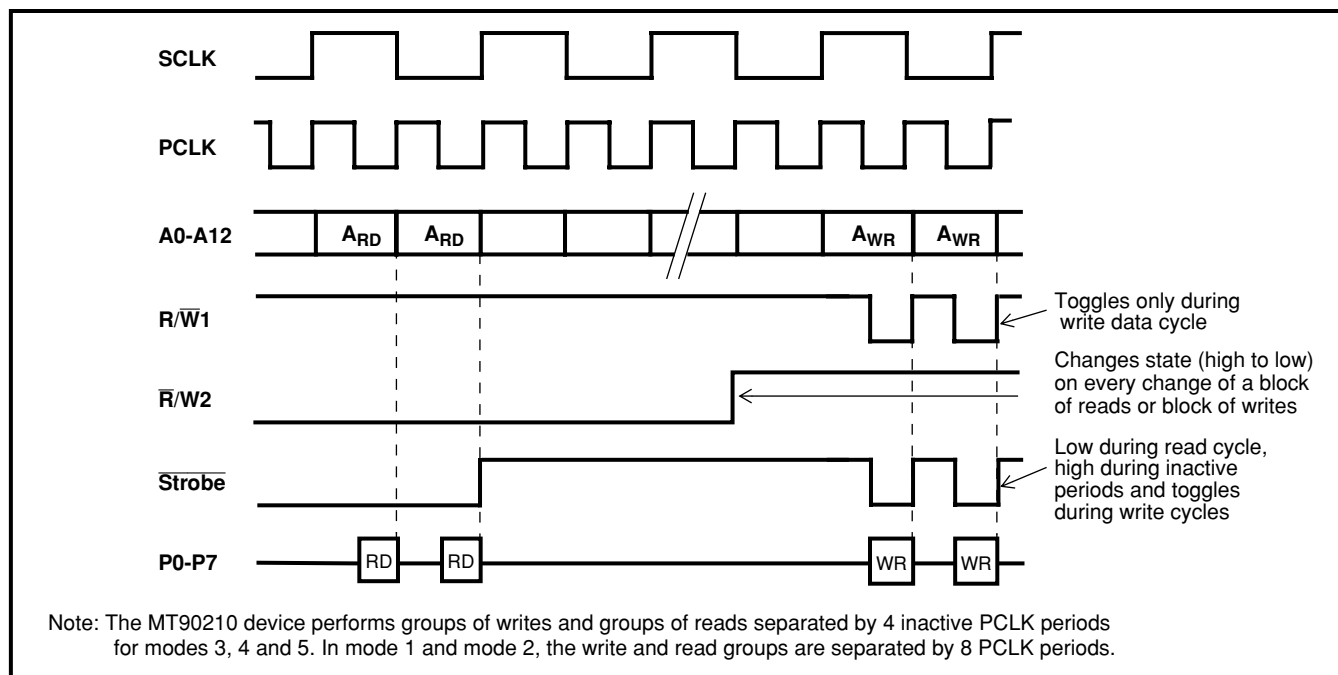 SCLK
PCLK
A0-A12
ARD
ARD
AWR
AWR
R/W̅1
Toggles only during
write data cycle
R̅/W2
Changes state (high to low)
on every change of a block
of reads or block of writes
S̅t̅r̅o̅b̅e̅
Low during read cycle,
high during inactive
periods and toggles
during write cycles
P0-P7
RD
RD
WR
WR
Note: The MT90210 device performs groups of writes and groups of reads separated by 4 inactive PCLK periods
for modes 3, 4 and 5. In mode 1 and mode 2, the write and read groups are separated by 8 PCLK periods.